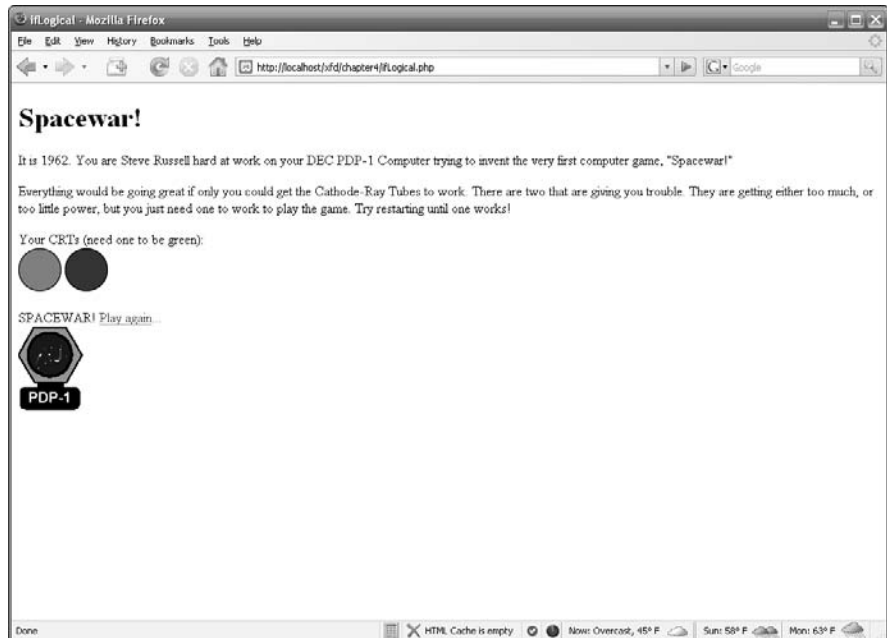 ifLogical - Mozilla Firefox
File Edit View History Bookmarks Tools Help
http://localhost/xfd/chapter4/ifLogical.php
Google
Spacewar!
It is 1962. You are Steve Russell hard at work on your DEC PDP-1 Computer trying to invent the very first computer game, "Spacewar!"
Everything would be going great if only you could get the Cathode-Ray Tubes to work. There are two that are giving you trouble. They are getting either too much, or
too little power, but you just need one to work to play the game. Try restarting until one works!
Your CRTs (need one to be green):
SPACEWAR! Play again...
PDP-1
Done
HTML Cache is empty
Now: Overcast, 45° F
Sun: 58° F
Mon: 63° F